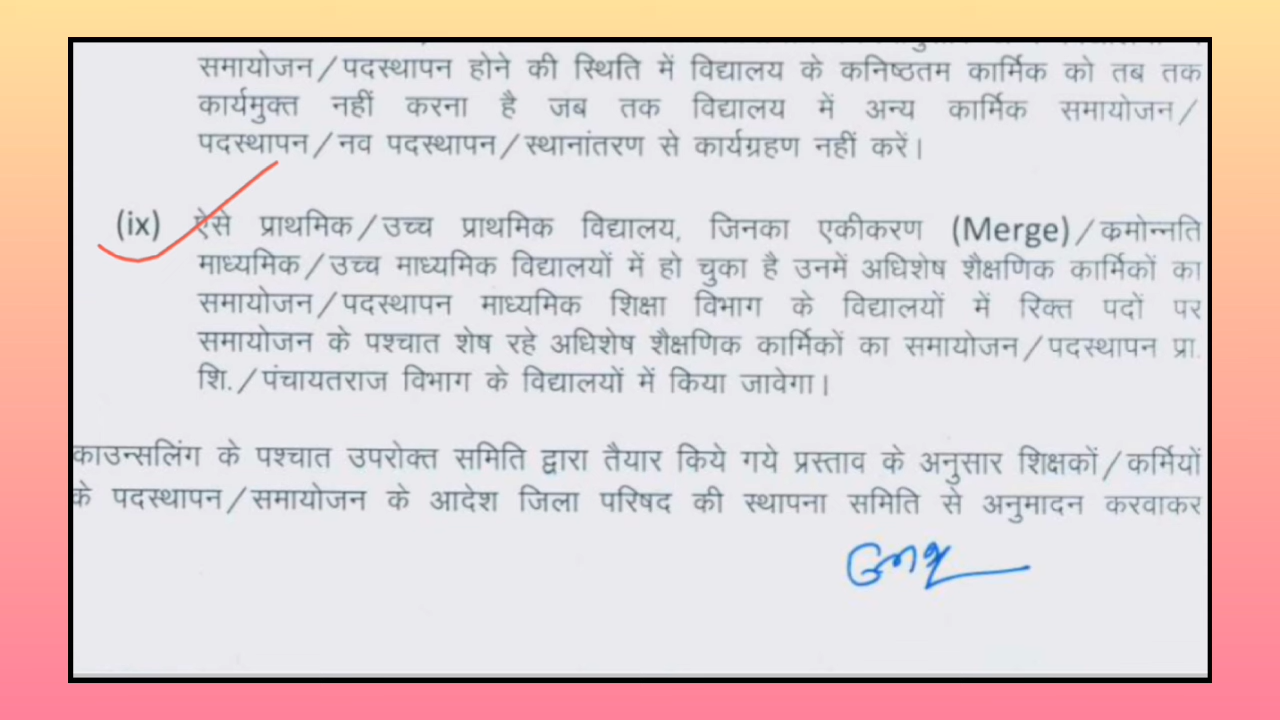 समायोजन/पदस्थापन होने की स्थिति में विद्यालय के कनिष्ठतम कार्मिक को तब तक
कार्यमुक्त नहीं करना है जब तक विद्यालय में अन्य कार्मिक समायोजन/
पदस्थापन/नव पदस्थापन/स्थानांतरण से कार्यग्रहण नहीं करें।
(ix) ऐसे प्राथमिक/उच्च प्राथमिक विद्यालय, जिनका एकीकरण (Merge)/कमोन्नति
माध्यमिक/उच्च माध्यमिक विद्यालयों में हो चुका है उनमें अधिशेष शैक्षणिक कार्मिकों का
समायोजन/पदस्थापन माध्यमिक शिक्षा विभाग के विद्यालयों में रिक्त पदों पर
समायोजन के पश्चात शेष रहे अधिशेष शैक्षणिक कार्मिकों का समायोजन/पदस्थापन प्रा.
शि./पंचायतराज विभाग के विद्यालयों में किया जावेगा।
काउन्सलिंग के पश्चात उपरोक्त समिति द्वारा तैयार किये गये प्रस्ताव के अनुसार शिक्षकों/कर्मियों
के पदस्थापन/समायोजन के आदेश जिला परिषद की स्थापना समिति से अनुमादन करवाकर